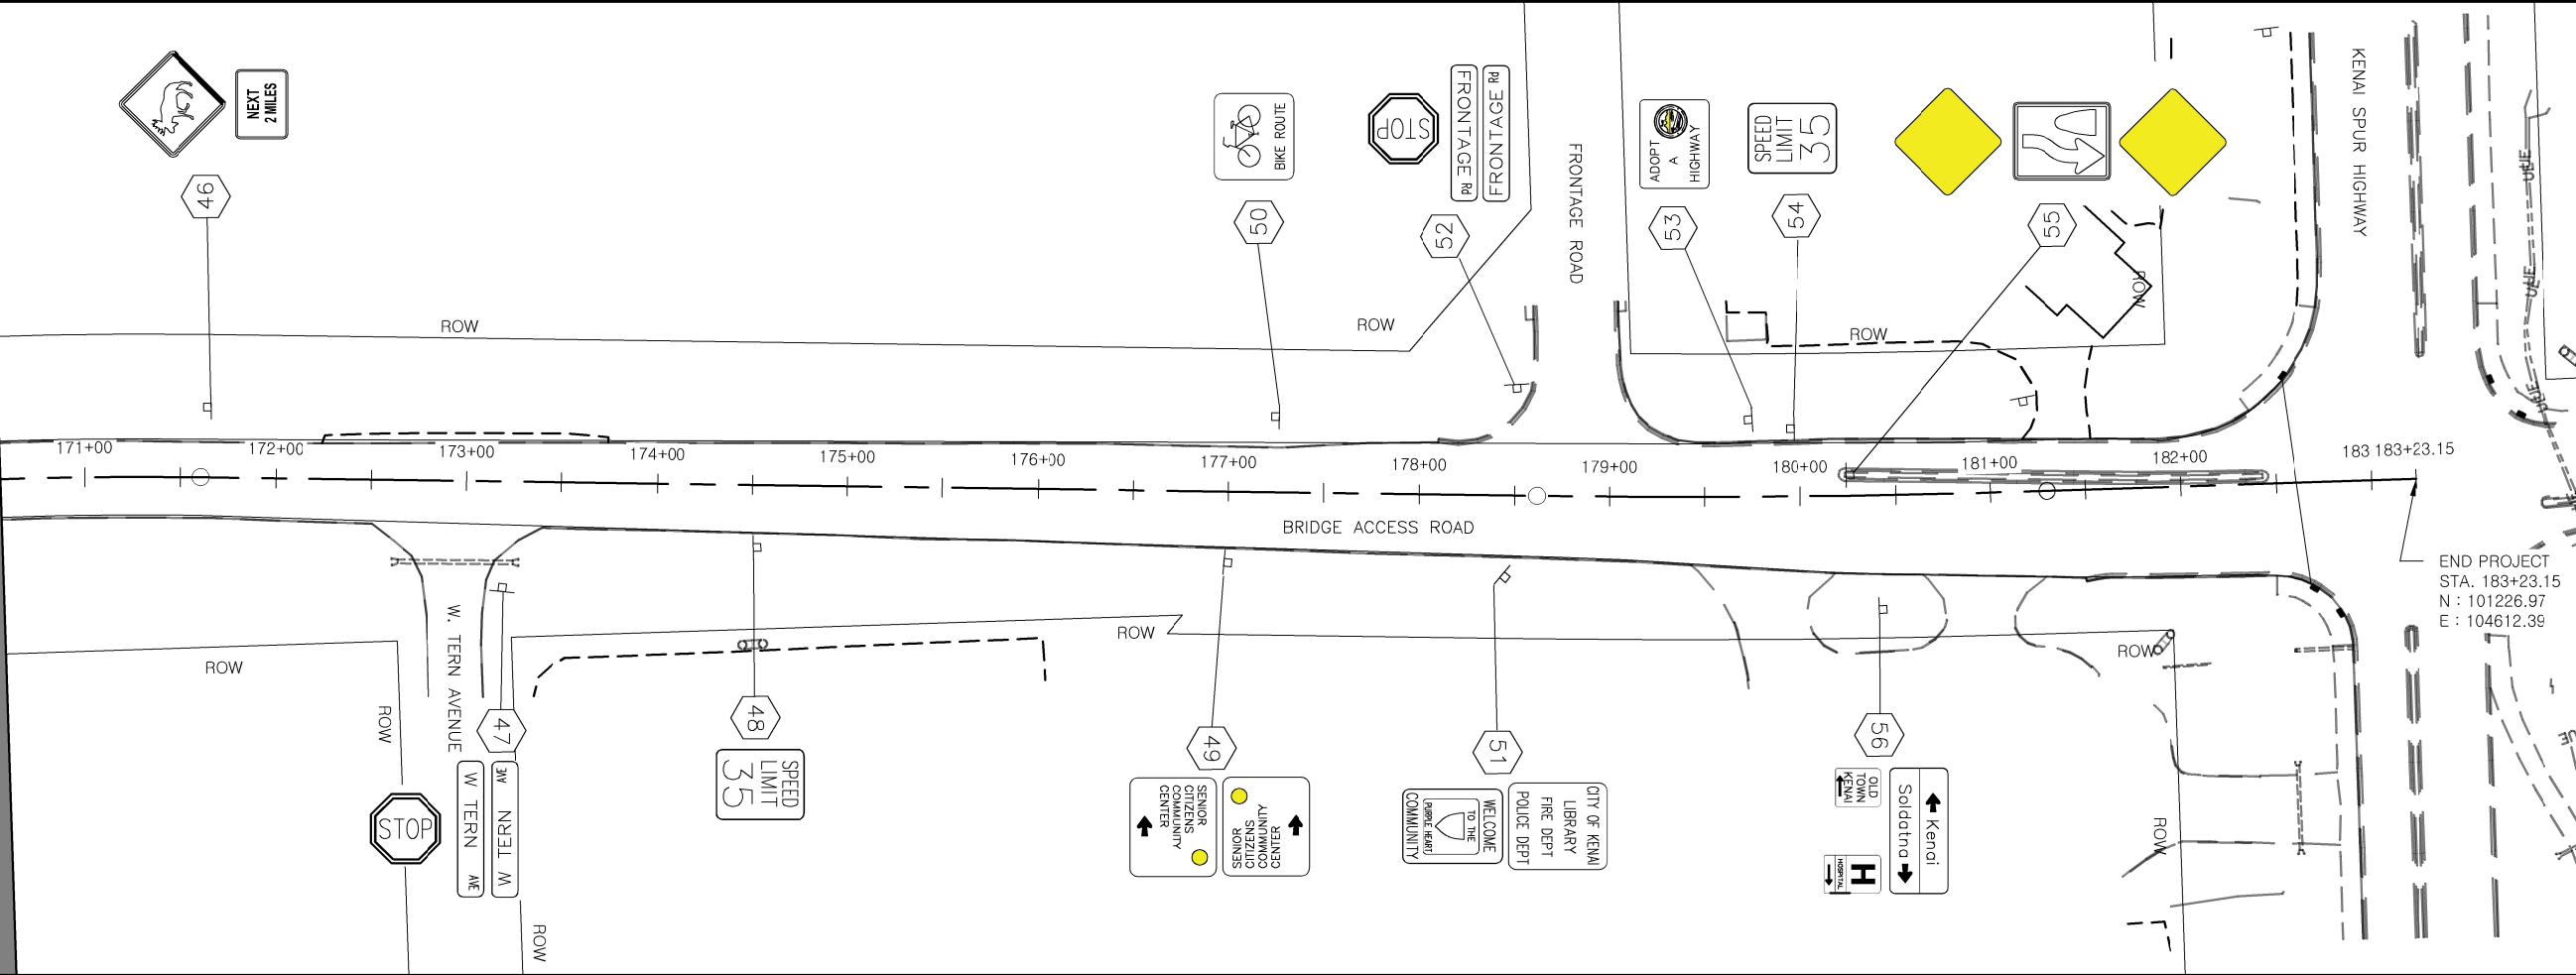 NEXT
2 MILES
46
BIKE ROUTE
50
STOP
FRONTAGE Rd
FRONTAGE Rd
52
FRONTAGE ROAD
ADOPT
A
HIGHWAY
53
SPEED
LIMIT
35
54
55
KENAI SPUR HIGHWAY
UE
UE
UE
ROW
ROW
ROW
ROW
171+00
172+00
173+00
174+00
175+00
176+00
177+00
178+00
179+00
180+00
181+00
182+00
183
183+23.15
BRIDGE ACCESS ROAD
END PROJECT
STA. 183+23.15
N : 101226.97
E : 104612.39
ROW
ROW
W. TERN AVENUE
ROW
ROW
ROW
ROW
47
STOP
W TERN AVE
W TERN AVE
48
SPEED
LIMIT
35
49
SENIOR
CITIZENS
COMMUNITY
CENTER
SENIOR
CITIZENS
COMMUNITY
CENTER
51
WELCOME
TO THE
PURPLE HEART
COMMUNITY
CITY OF KENAI
LIBRARY
FIRE DEPT
POLICE DEPT
56
OLD
TOWN
KENAI
H
HOSPITAL
Kenai
Soldatna
UE